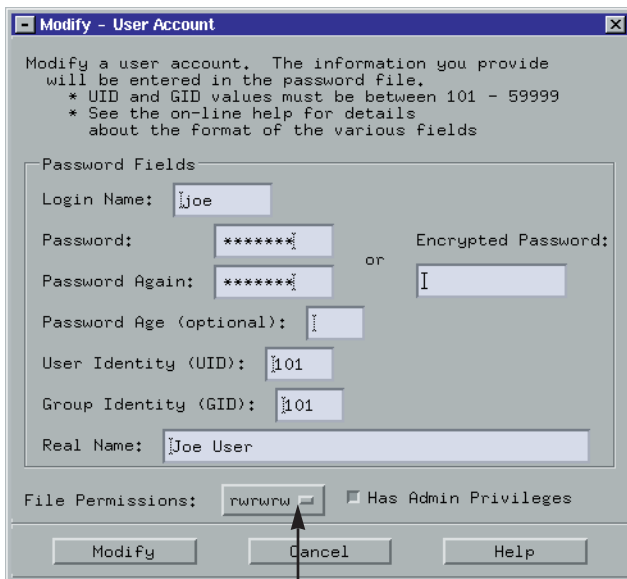 Modify - User Account
Modify a user account. The information you provide
will be entered in the password file.
* UID and GID values must be between 101 - 59999
* See the on-line help for details
about the format of the various fields
Password Fields
Login Name: joe
Password: ******* or Encrypted Password:
Password Again: *******
Password Age (optional):
User Identity (UID): 101
Group Identity (GID): 101
Real Name: Joe User
File Permissions: rwrwrw Has Admin Privileges
Modify Cancel Help